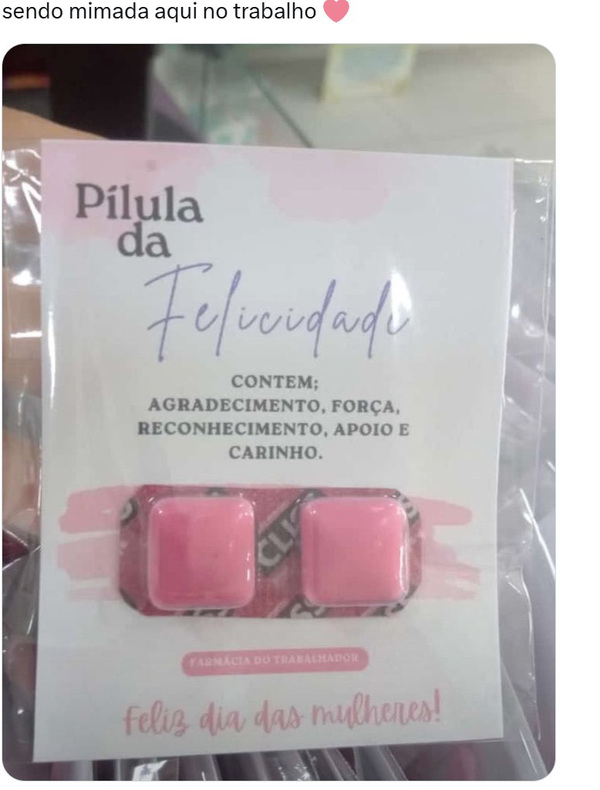 sendo mimada aqui no trabalho
Pílula
da
Felicidade
CONTEM;
AGRADECIMENTO, FORÇA,
RECONHECIMENTO, APOIO E
CARINHO.
CLISS
FARMÁCIA DO TRABALHADOR
Feliz dia das mulheres!